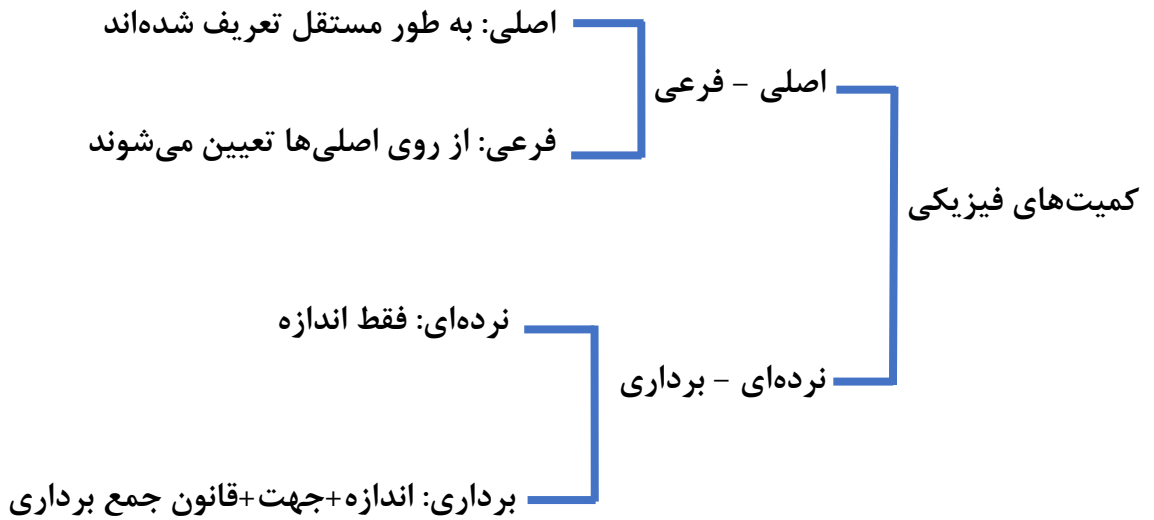 اصلی: به طور مستقل تعریف شده‌اند
اصلی – فرعی
فرعی: از روی اصلی‌ها تعیین می‌شوند
کمیت‌های فیزیکی
نرده‌ای: فقط اندازه
نرده‌ای – برداری
برداری: اندازه+جهت+قانون جمع برداری